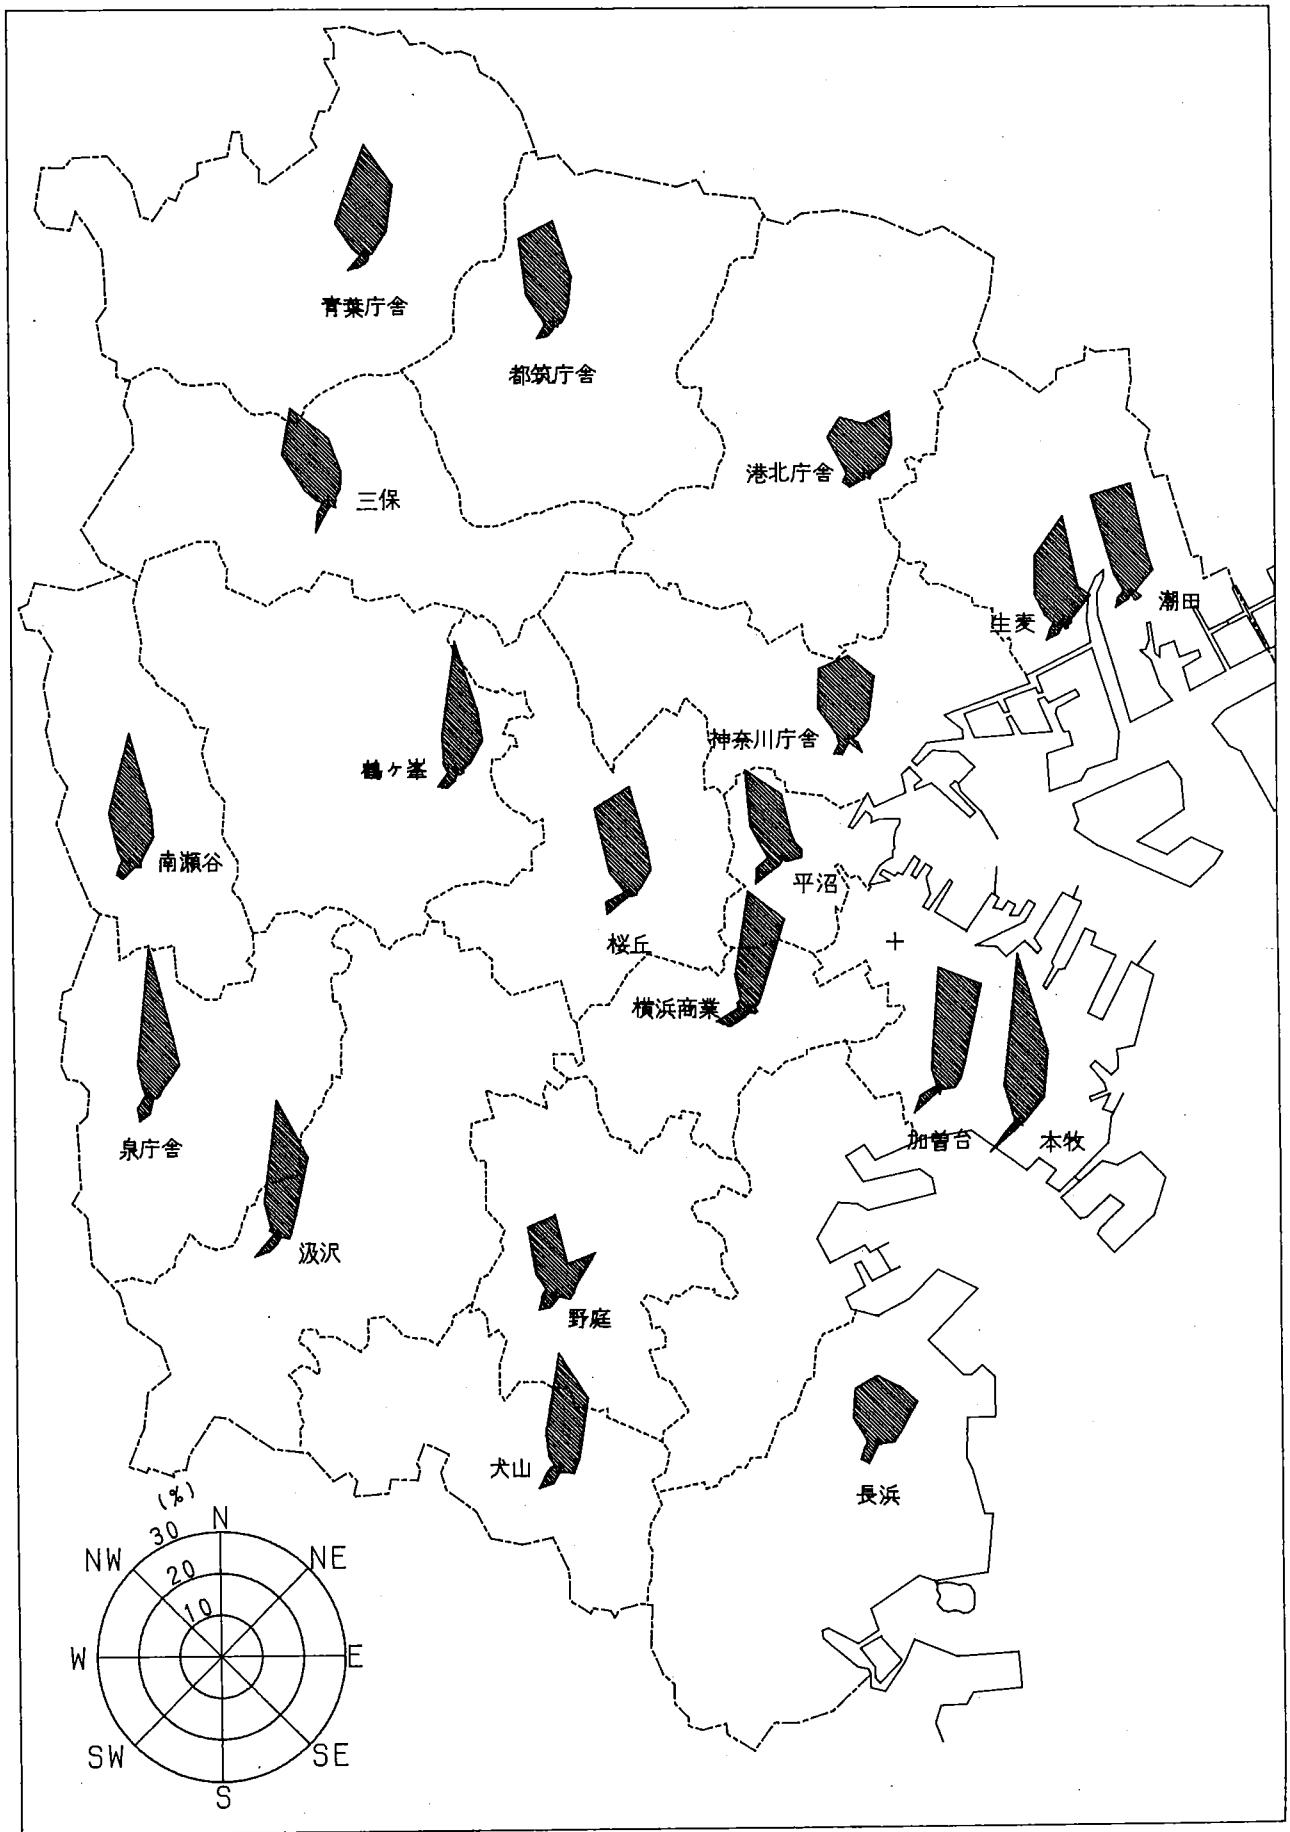 青葉庁舎
都筑庁舎
三保
港北庁舎
生麦
潮田
神奈川庁舎
鶴ケ峯
南瀬谷
平沼
桜丘
横浜商業
泉庁舎
加曽台
本牧
汲沢
野庭
犬山
長浜
(%)
30
20
10
N
NE
E
SE
S
SW
W
NW